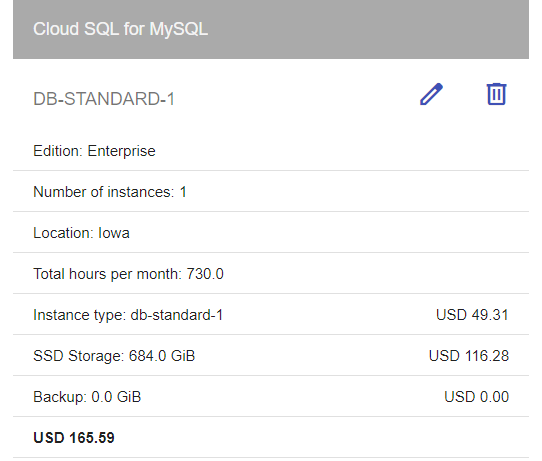 Cloud SQL for MySQL
DB-STANDARD-1
Edition: Enterprise
Number of instances: 1
Location: Iowa
Total hours per month: 730.0
Instance type: db-standard-1 USD 49.31
SSD Storage: 684.0 GiB USD 116.28
Backup: 0.0 GiB USD 0.00
USD 165.59